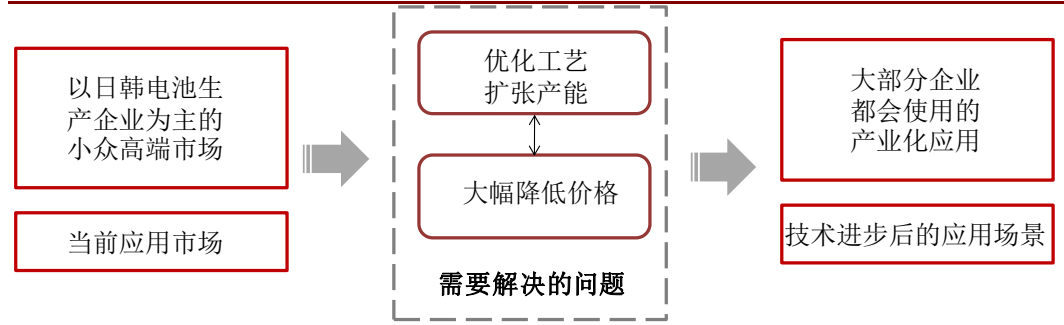 以日韩电池生
产企业为主的
小众高端市场
当前应用市场
优化工艺
扩张产能
大幅降低价格
需要解决的问题
大部分企业
都会使用的
产业化应用
技术进步后的应用场景